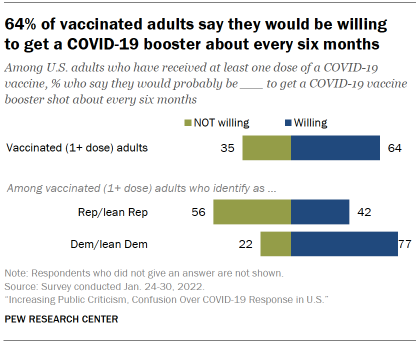 64% of vaccinated adults say they would be willing
to get a COVID-19 booster about every six months
Among U.S. adults who have received at least one dose of a COVID-19
vaccine, % who say they would probably be ___ to get a COVID-19 vaccine
booster shot about every six months
NOT willing Willing
Vaccinated (1+ dose) adults 35 64
Among vaccinated (1+ dose) adults who identify as ...
Rep/lean Rep 56 42
Dem/lean Dem 22 77
Note: Respondents who did not give an answer are not shown.
Source: Survey conducted Jan. 24-30, 2022.
“Increasing Public Criticism, Confusion Over COVID-19 Response in U.S.”
PEW RESEARCH CENTER